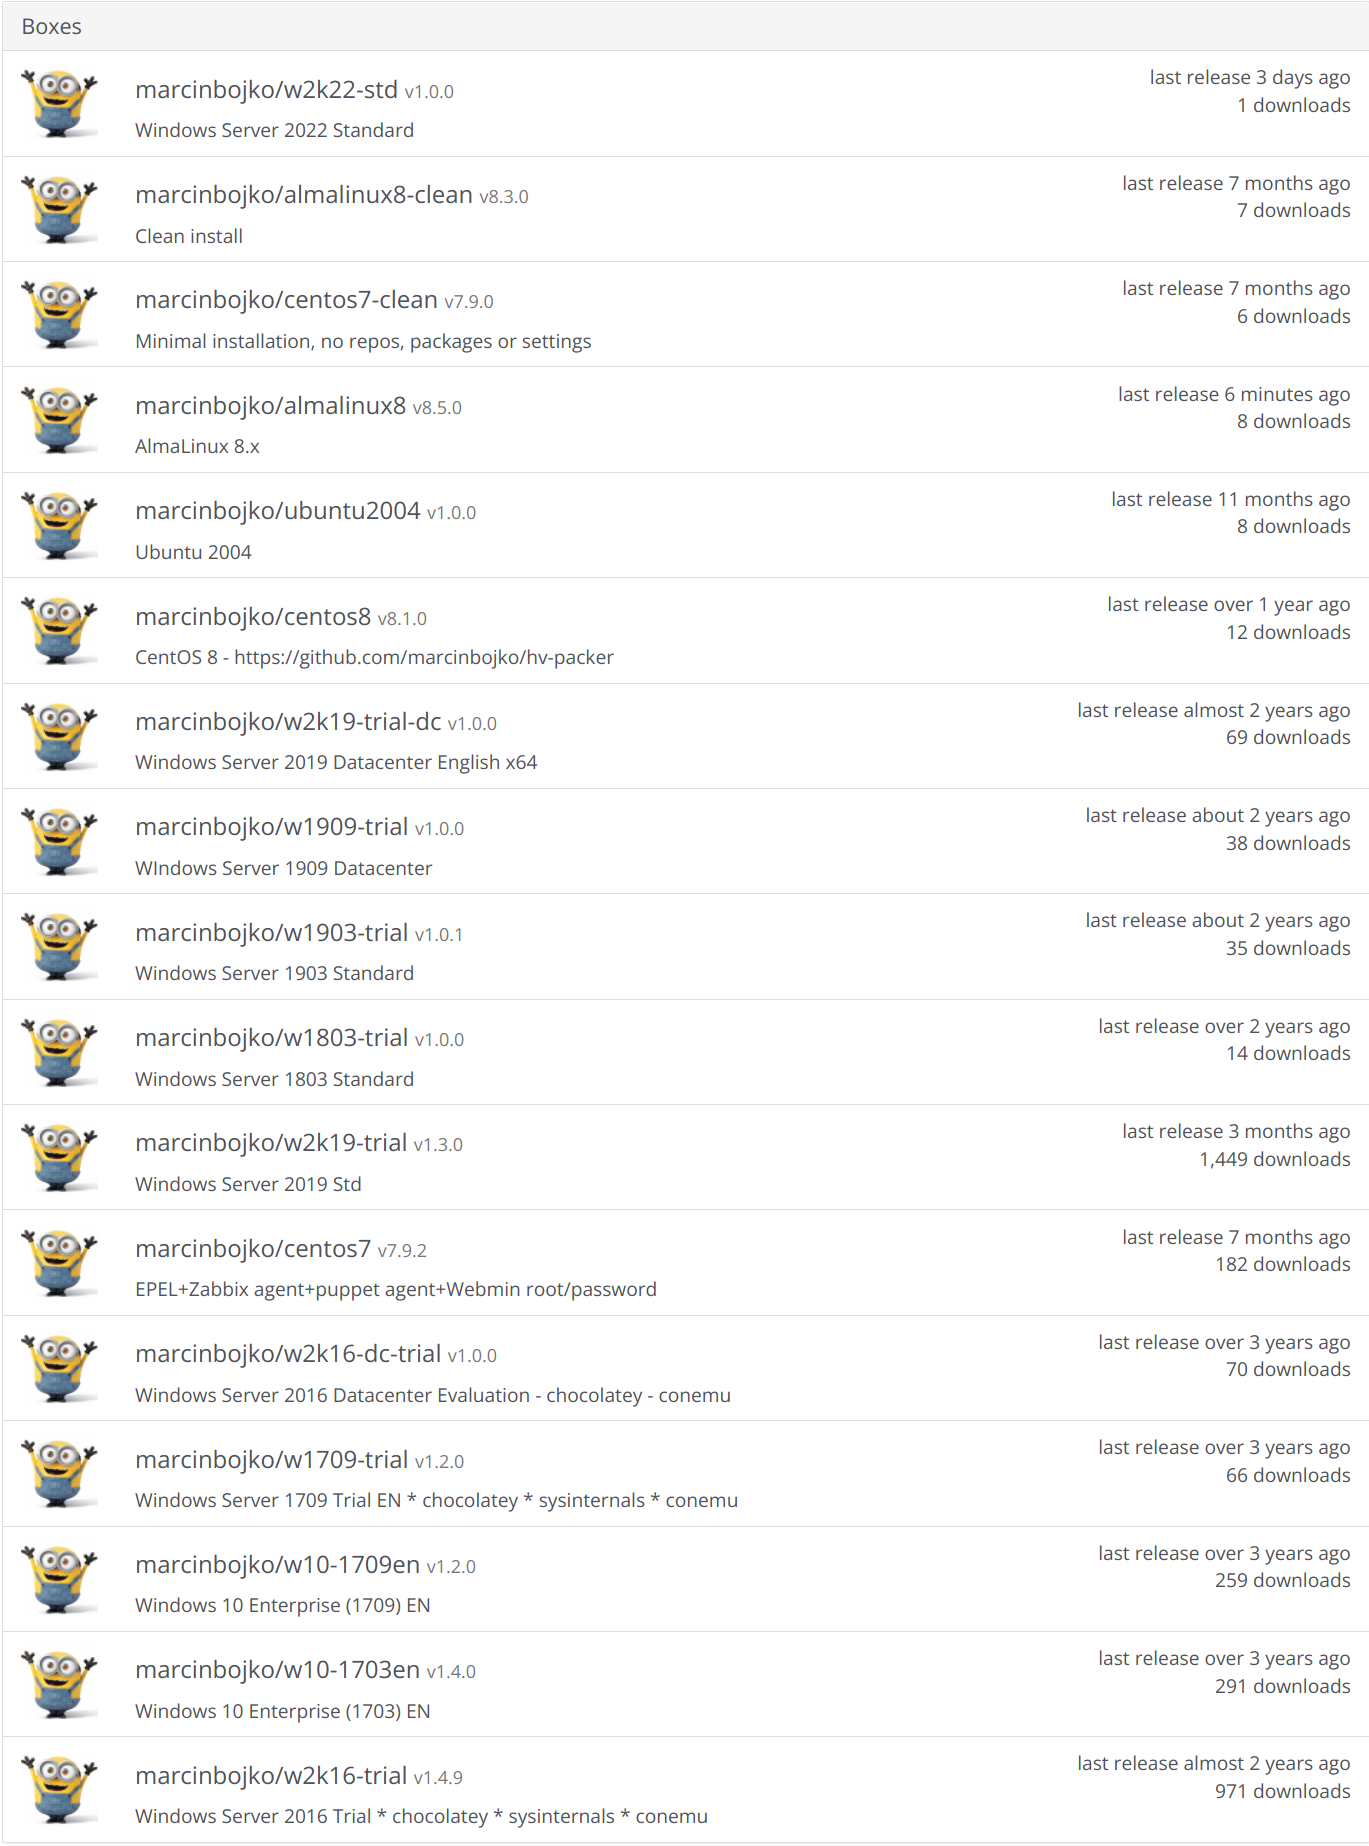 Boxes
marcinbojko/w2k22-std v1.0.0
last release 3 days ago
1 downloads
Windows Server 2022 Standard
marcinbojko/almalinux8-clean v8.3.0
last release 7 months ago
7 downloads
Clean install
marcinbojko/centos7-clean v7.9.0
last release 7 months ago
6 downloads
Minimal installation, no repos, packages or settings
marcinbojko/almalinux8 v8.5.0
last release 6 minutes ago
8 downloads
AlmaLinux 8.x
marcinbojko/ubuntu2004 v1.0.0
last release 11 months ago
8 downloads
Ubuntu 2004
marcinbojko/centos8 v8.1.0
last release over 1 year ago
12 downloads
CentOS 8 - https://github.com/marcinbojko/hv-packer
marcinbojko/w2k19-trial-dc v1.0.0
last release almost 2 years ago
69 downloads
Windows Server 2019 Datacenter English x64
marcinbojko/w1909-trial v1.0.0
last release about 2 years ago
38 downloads
WIndows Server 1909 Datacenter
marcinbojko/w1903-trial v1.0.1
last release about 2 years ago
35 downloads
Windows Server 1903 Standard
marcinbojko/w1803-trial v1.0.0
last release over 2 years ago
14 downloads
Windows Server 1803 Standard
marcinbojko/w2k19-trial v1.3.0
last release 3 months ago
1,449 downloads
Windows Server 2019 Std
marcinbojko/centos7 v7.9.2
last release 7 months ago
182 downloads
EPEL+Zabbix agent+puppet agent+Webmin root/password
marcinbojko/w2k16-dc-trial v1.0.0
last release over 3 years ago
70 downloads
Windows Server 2016 Datacenter Evaluation - chocolatey - conemu
marcinbojko/w1709-trial v1.2.0
last release over 3 years ago
66 downloads
Windows Server 1709 Trial EN * chocolatey * sysinternals * conemu
marcinbojko/w10-1709en v1.2.0
last release over 3 years ago
259 downloads
Windows 10 Enterprise (1709) EN
marcinbojko/w10-1703en v1.4.0
last release over 3 years ago
291 downloads
Windows 10 Enterprise (1703) EN
marcinbojko/w2k16-trial v1.4.9
last release almost 2 years ago
971 downloads
Windows Server 2016 Trial * chocolatey * sysinternals * conemu